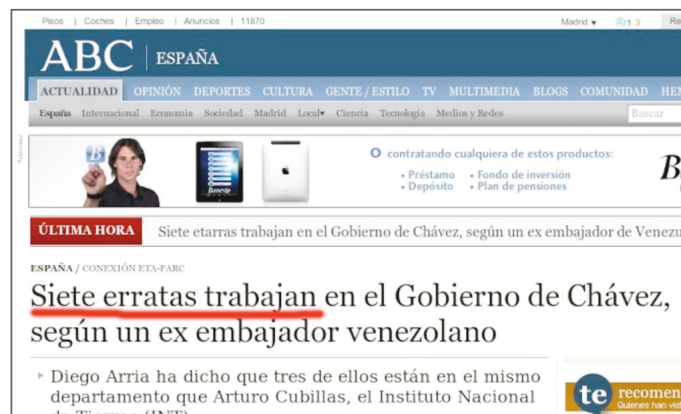 Pisos | Coches | Empleo | Anuncios | 11870
Madrid
ABC ESPAÑA
ACTUALIDAD OPINIÓN DEPORTES CULTURA GENTE / ESTILO TV MULTIMEDIA BLOGS COMUNIDAD
España Internacional Economía Sociedad Madrid Local Ciencia Tecnología Medios y Redes Buscar
contratando cualquiera de estos productos:
• Préstamo • Fondo de inversión
• Depósito • Plan de pensiones
ÚLTIMA HORA Siete etarras trabajan en el Gobierno de Chávez, según un ex embajador de
ESPAÑA / CONEXIÓN ETA-FARC
Siete erratas trabajan en el Gobierno de Chávez,
según un ex embajador venezolano
Diego Arria ha dicho que tres de ellos están en el mismo
departamento que Arturo Cubillas, el Instituto Nacional
te recomen
Quienes han vist